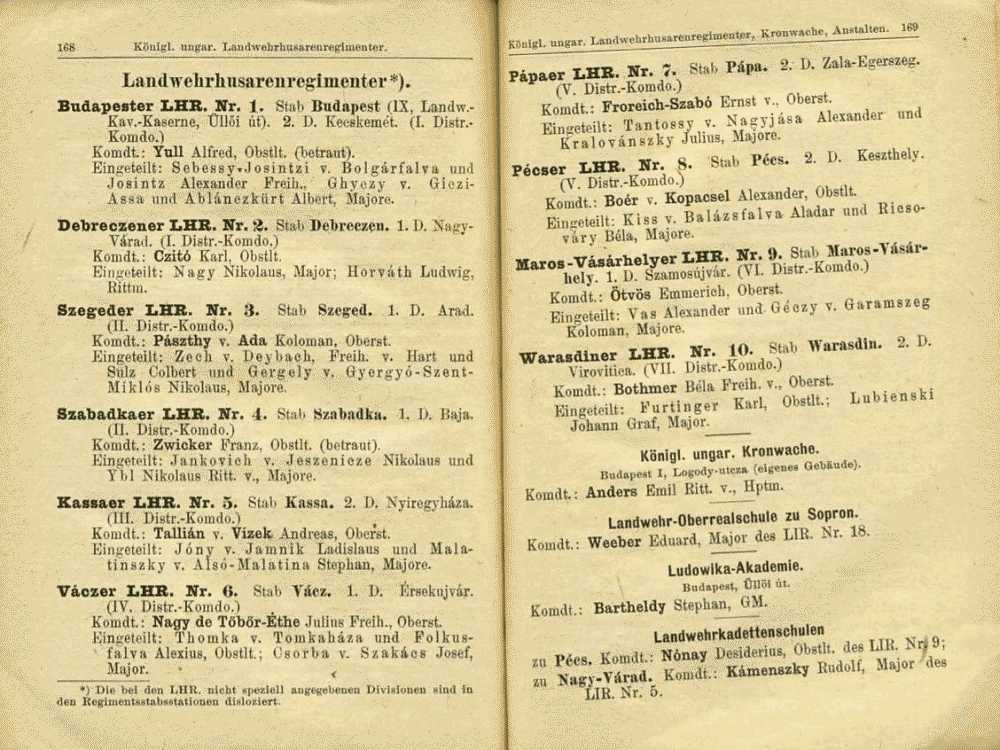 168 Königl. ungar. Landwehrhusarenregimenter.
Landwehrhusarenregimenter*).
Budapester LHR. Nr. 1. Stab Budapest (IX, Landw.-
Kav.-Kaserne, Üllői út). 2. D. Kecskemét. (I. Distr.-
Komdo.)
Komdt.: Yull Alfred, Obstlt. (betraut).
Eingeteilt: Sebessy-Josintzi v. Bolgárfalva und
Josintz Alexander Freih., Ghyczy v. Giczi-
Assa und Abláneczkürt Albert, Majore.
Debreczener LHR. Nr. 2. Stab Debreczen. 1. D. Nagy-
Várad. (I. Distr.-Komdo.)
Komdt.: Czitó Karl, Obstlt.
Eingeteilt: Nagy Nikolaus, Major; Horváth Ludwig,
Rittm.
Szegeder LHR. Nr. 3. Stab Szeged. 1. D. Arad.
(II. Distr.-Komdo.)
Komdt.: Pászthy v. Ada Koloman, Oberst.
Eingeteilt: Zech v. Deybach, Freih. v. Hart und
Sülz Colbert und Gergely v. Gyergyó-Szent-
Miklós Nikolaus, Majore.
Szabadkaer LHR. Nr. 4. Stab Szabadka. 1. D. Baja.
(II. Distr.-Komdo.)
Komdt.: Zwicker Franz, Obstlt. (betraut).
Eingeteilt: Jankovich v. Jeszenicze Nikolaus und
Ybl Nikolaus Ritt. v., Majore.
Kassaer LHR. Nr. 5. Stab Kassa. 2. D. Nyiregyháza.
(III. Distr.-Komdo.)
Komdt.: Tallián v. Vizek Andreas, Oberst.
Eingeteilt: Jóny v. Jamnik Ladislaus und Mala-
tinszky v. Alsó-Malatina Stephan, Majore.
Váczer LHR. Nr. 6. Stab Vácz. 1. D. Érsekujvár.
(IV. Distr.-Komdo.)
Komdt.: Nagy de Töbör-Éthe Julius Freih., Oberst.
Eingeteilt: Thomka v. Tomkaháza und Folkus-
falva Alexius, Obstlt.; Csorba v. Szakács Josef,
Major.
*) Die bei den LHR. nicht speziell angegebenen Divisionen sind in
den Regimentsstabsstationen disloziert.
Königl. ungar. Landwehrhusarenregimenter, Kronwache, Anstalten. 169
Pápaer LHR. Nr. 7. Stab Pápa. 2. D. Zala-Egerszeg.
(V. Distr.-Komdo.)
Komdt.: Froreich-Szabó Ernst v., Oberst.
Eingeteilt: Tantossy v. Nagyjása Alexander und
Kralovánszky Julius, Majore.
Pécser LHR. Nr. 8. Stab Pécs. 2. D. Keszthely.
(V. Distr.-Komdo.)
Komdt.: Boér v. Kopacsel Alexander, Obstlt.
Eingeteilt: Kiss v. Balázsfalva Aladar und Ricso-
váry Béla, Majore.
Maros-Vásárhelyer LHR. Nr. 9. Stab Maros-Vásár-
hely. 1. D. Szamosújvár. (VI. Distr.-Komdo.)
Komdt.: Ötvös Emmerich, Oberst.
Eingeteilt: Vas Alexander und Géczy v. Garamszeg
Koloman, Majore.
Warasdiner LHR. Nr. 10. Stab Warasdin. 2. D.
Virovitica. (VII. Distr.-Komdo.)
Komdt.: Bothmer Béla Freih. v., Oberst.
Eingeteilt: Furtinger Karl, Obstlt.; Lubienski
Johann Graf, Major.
Königl. ungar. Kronwache.
Budapest I, Logody-utcza (eigenes Gebäude).
Komdt.: Anders Emil Ritt. v., Hptm.
Landwehr-Oberrealschule zu Sopron.
Komdt.: Weeber Eduard, Major des LIR. Nr. 18.
Ludowika-Akademie.
Budapest, Üllői út.
Komdt.: Bartheldy Stephan, GM.
Landwehrkadettenschulen
zu Pécs. Komdt.: Nónay Desiderius, Obstlt. des LIR. Nr. 9;
zu Nagy-Várad. Komdt.: Kámenszky Rudolf, Major des
LIR. Nr. 5.